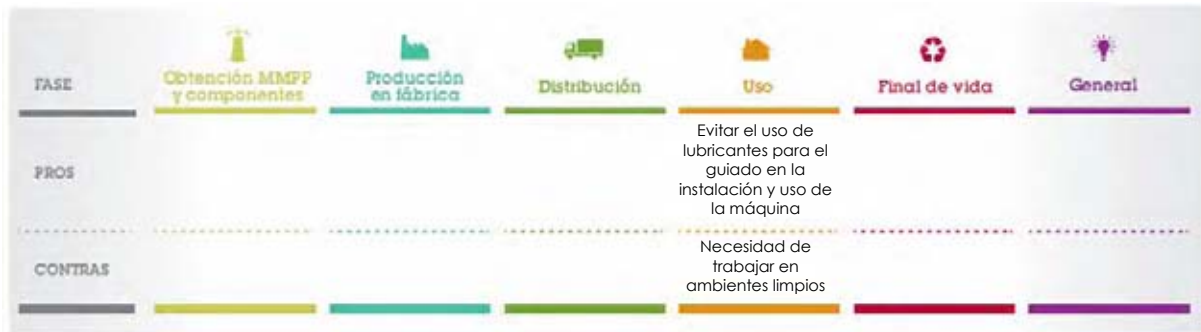 FASE
Obtención MMPP
y componentes
Producción
en fábrica
Distribución
Uso
Final de vida
General
PROS
Evitar el uso de
lubricantes para el
guiado en la
instalación y uso de
la máquina
CONTRAS
Necesidad de
trabajar en
ambientes limpios